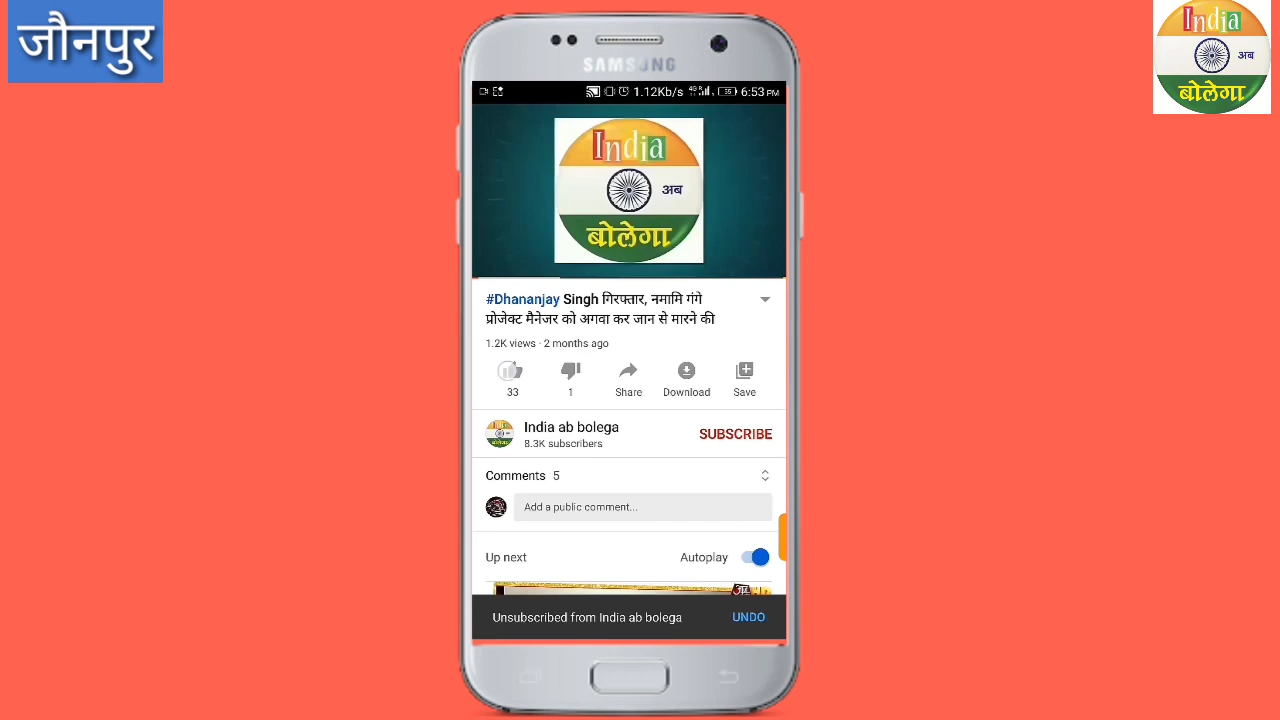 जौनपुर
India
अब
बोलेगा
SAMSUNG
1.12Kb/s 4G 35 6:53 PM
India
अब
बोलेगा
#Dhananjay Singh गिरफ्तार, नमामि गंगे
प्रोजेक्ट मैनेजर को अगवा कर जान से मारने की
1.2K views · 2 months ago
33 1 Share Download Save
India ab bolega SUBSCRIBE
8.3K subscribers
Comments 5
Add a public comment...
Up next Autoplay
Unsubscribed from India ab bolega UNDO